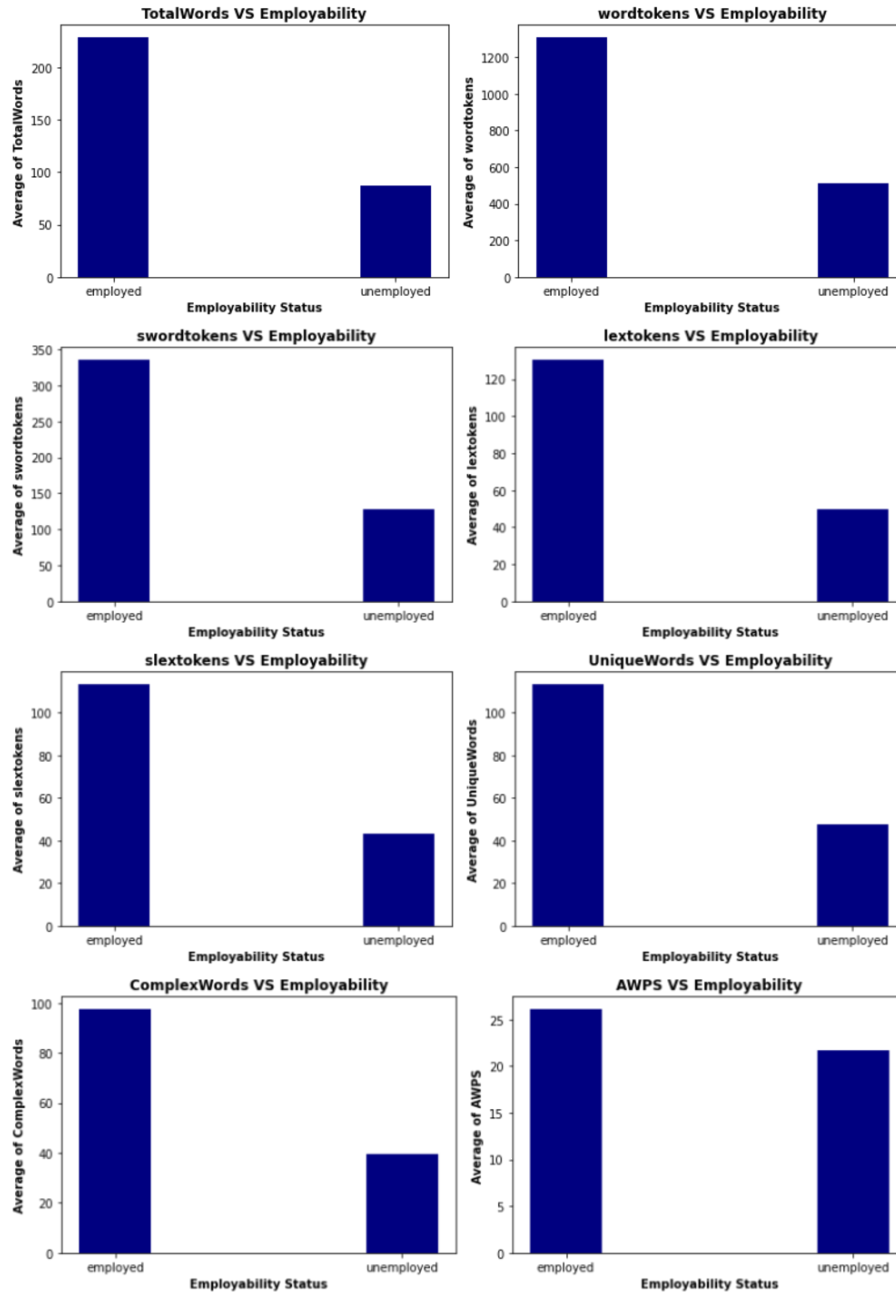 TotalWords VS Employability
Average of TotalWords
200
150
100
50
0
employed
unemployed
Employability Status
wordtokens VS Employability
Average of wordtokens
1200
1000
800
600
400
200
0
employed
unemployed
Employability Status
swordtokens VS Employability
Average of swordtokens
350
300
250
200
150
100
50
0
employed
unemployed
Employability Status
lextokens VS Employability
Average of lextokens
120
100
80
60
40
20
0
employed
unemployed
Employability Status
slextokens VS Employability
Average of slextokens
100
80
60
40
20
0
employed
unemployed
Employability Status
UniqueWords VS Employability
Average of UniqueWords
100
80
60
40
20
0
employed
unemployed
Employability Status
ComplexWords VS Employability
Average of ComplexWords
100
80
60
40
20
0
employed
unemployed
Employability Status
AWPS VS Employability
Average of AWPS
25
20
15
10
5
0
employed
unemployed
Employability Status